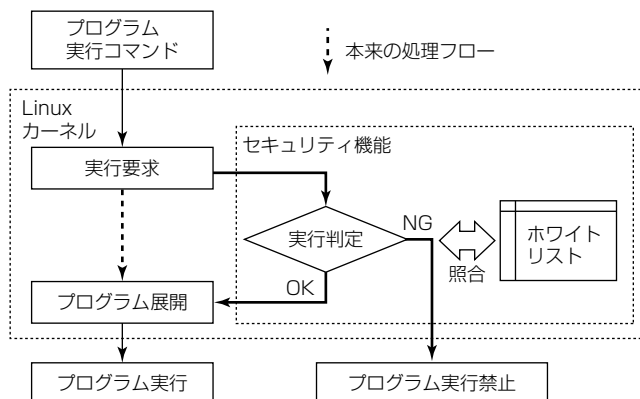 プログラム
実行コマンド
本来の処理フロー
Linux
カーネル
セキュリティ機能
実行要求
実行判定
NG
照合
ホワイト
リスト
OK
プログラム展開
プログラム実行
プログラム実行禁止